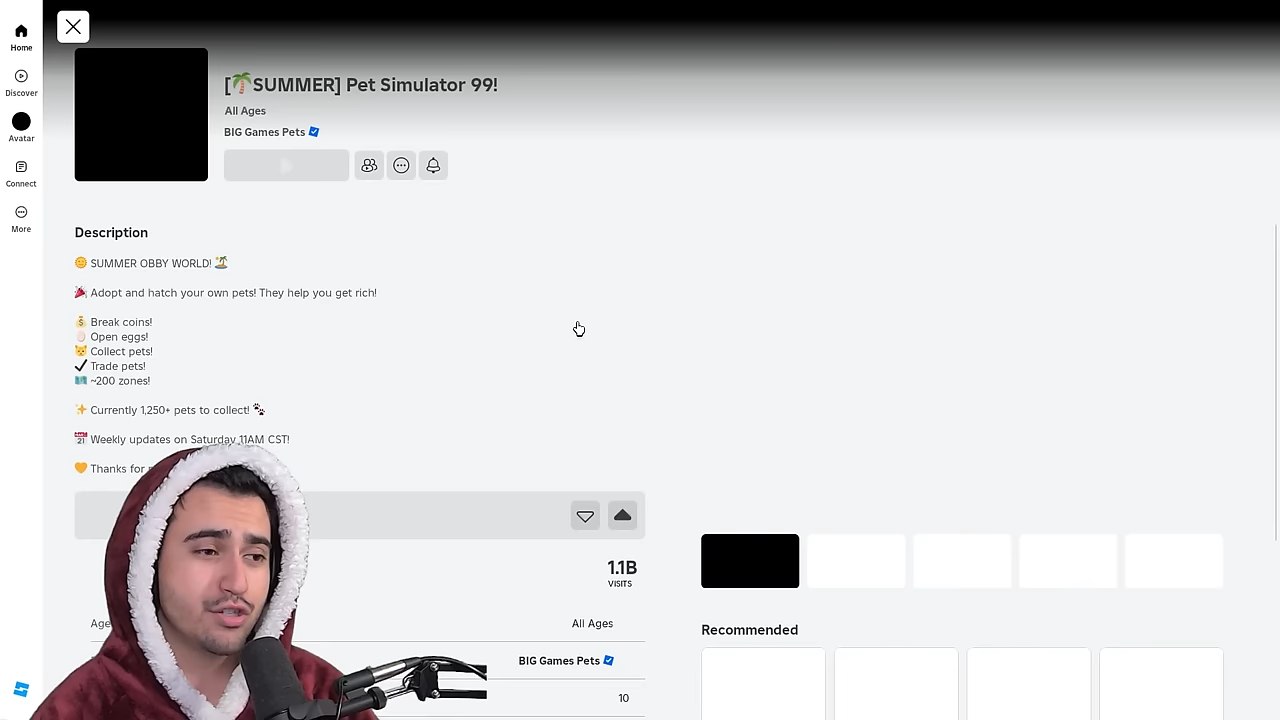 Home
Discover
Avatar
Connect
More
[🌴SUMMER] Pet Simulator 99!
All Ages
BIG Games Pets
Description
🌞 SUMMER OBBY WORLD! 🏝️
🎉 Adopt and hatch your own pets! They help you get rich!
💰 Break coins!
🥚 Open eggs!
😺 Collect pets!
✔️ Trade pets!
🗺️ ~200 zones!
✨ Currently 1,250+ pets to collect! 🐾
📅 Weekly updates on Saturday 11AM CST!
🧡 Thanks for
1.1B
VISITS
Age
All Ages
BIG Games Pets
10
Recommended